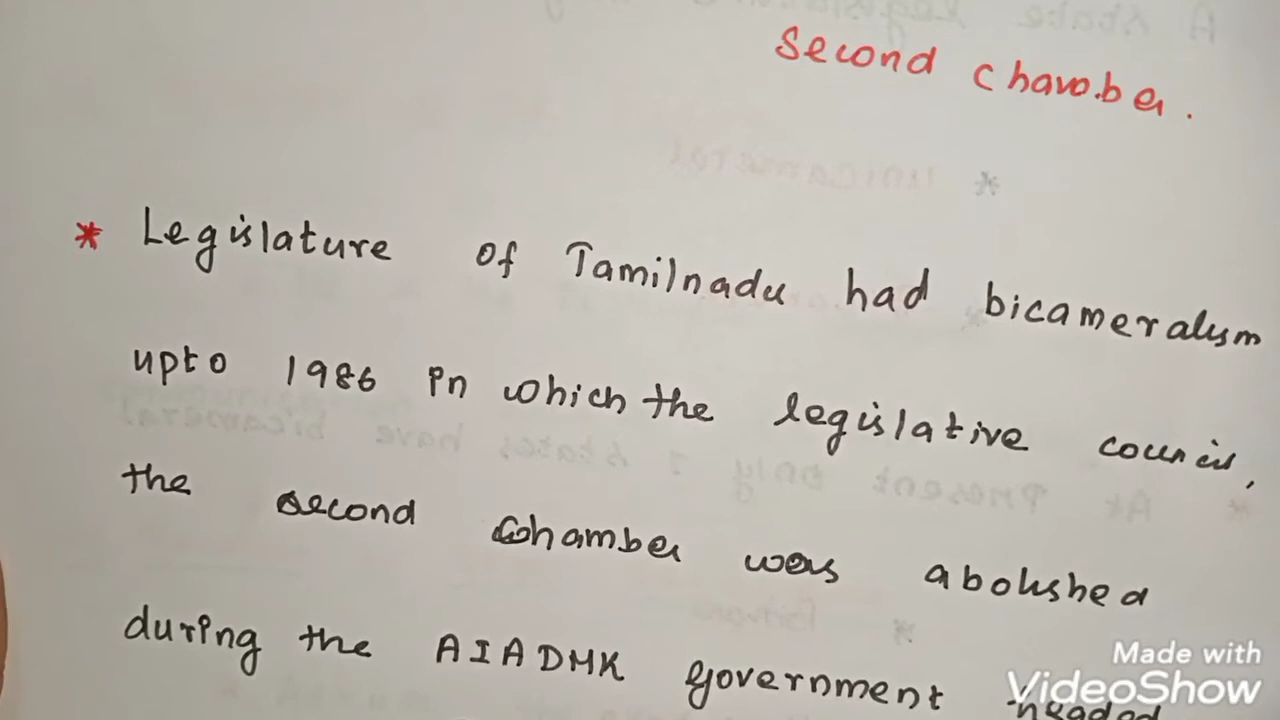 Second Chamber.
* Legislature of Tamilnadu had bicameralism
upto 1986 in which the legislative council,
the second chamber was abolished
during the AIADMK government headed
Made with
VideoShow